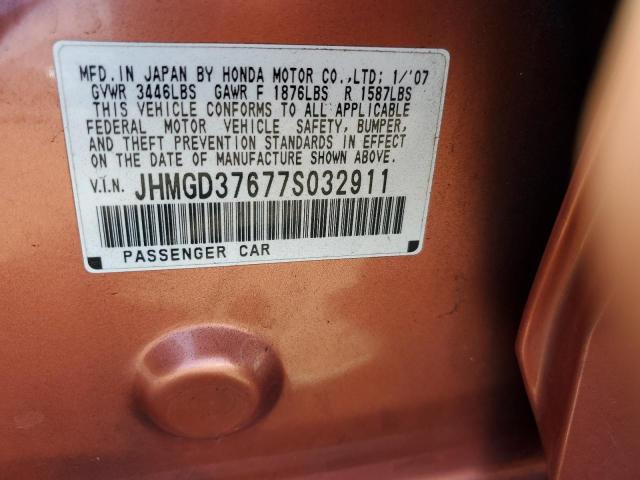 MFD. IN JAPAN BY HONDA MOTOR CO.,LTD; 1/'07
GVWR 3446LBS GAWR F 1876LBS R 1587LBS
THIS VEHICLE CONFORMS TO ALL APPLICABLE
FEDERAL MOTOR VEHICLE SAFETY, BUMPER,
AND THEFT PREVENTION STANDARDS IN EFFECT
ON THE DATE OF MANUFACTURE SHOWN ABOVE.
V.I.N. JHMGD37677S032911
PASSENGER CAR